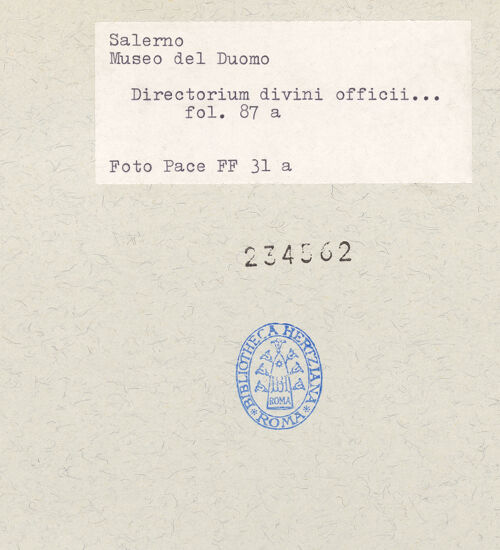 Salerno
Museo del Duomo
Directorium divini officii...
fol. 87 a
Foto Pace FF 31 a
234562
BIBLIOTHECA HERTZIANA
ROMA
* ROMA *